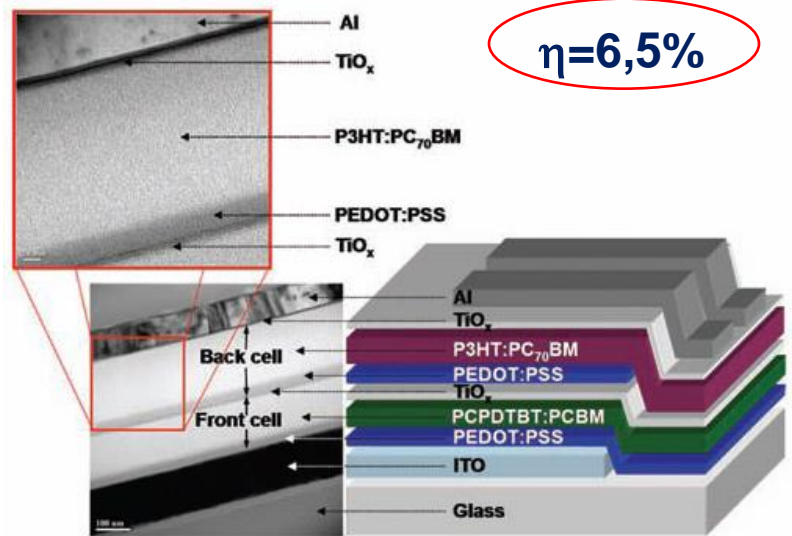 Al
TiOx
η=6,5%
P3HT:PC70BM
PEDOT:PSS
TiOx
Al
TiOx
Back cell
P3HT:PC70BM
PEDOT:PSS
TiOx
Front cell
PCPDTBT:PCBM
PEDOT:PSS
ITO
100 nm
Glass